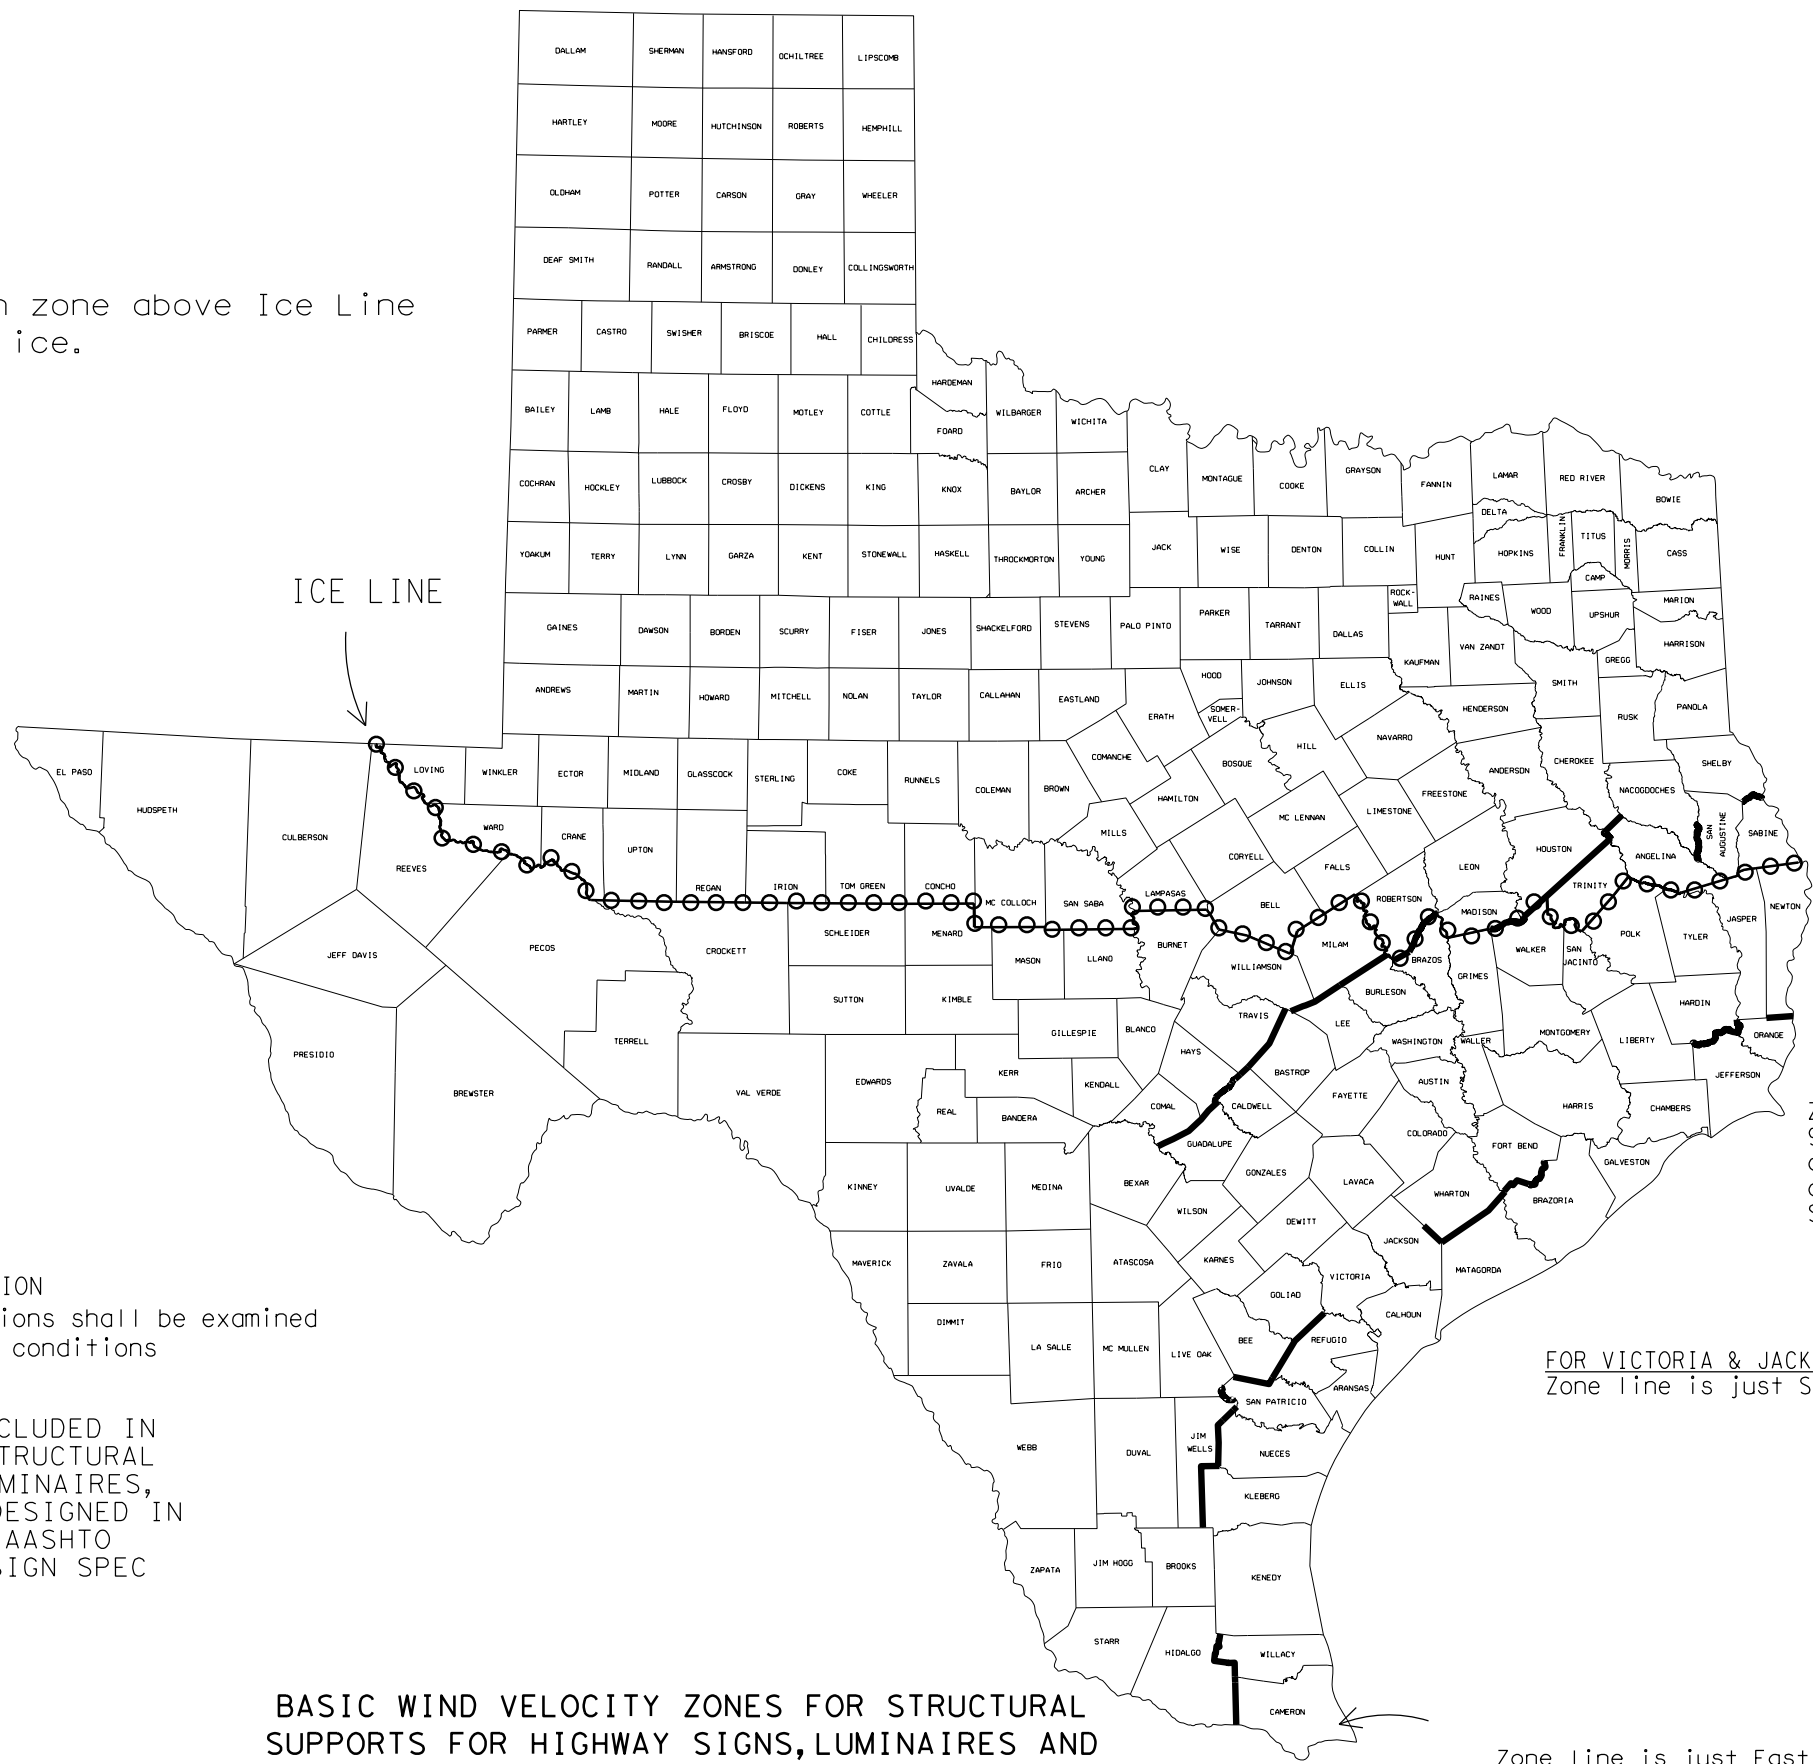 DALLAM SHERMAN HANSFORD OCHILTREE LIPSCOMB
HARTLEY MOORE HUTCHINSON ROBERTS HEMPHILL
OLDHAM POTTER CARSON GRAY WHEELER
DEAF SMITH RANDALL ARMSTRONG DONLEY COLLINGSWORTH
zone above Ice Line
ice.
PARMER CASTRO SWISHER BRISCOE HALL CHILDRESS
HARDEMAN
BAILEY LAMB HALE FLOYD MOTLEY COTTLE FOARD WILBARGER WICHITA
COCHRAN HOCKLEY LUBBOCK CROSBY DICKENS KING KNOX BAYLOR ARCHER CLAY MONTAGUE COOKE GRAYSON FANNIN LAMAR RED RIVER BOWIE
DELTA
YOAKUM TERRY LYNN GARZA KENT STONEWALL HASKELL THROCKMORTON YOUNG JACK WISE DENTON COLLIN HUNT HOPKINS FRANKLIN TITUS MORRIS CASS
CAMP
ICE LINE
ROCK-
WALL
RAINES WOOD UPSHUR MARION
GAINES DAWSON BORDEN SCURRY FISER JONES SHACKELFORD STEVENS PALO PINTO PARKER TARRANT DALLAS KAUFMAN VAN ZANDT GREGG HARRISON
ANDREWS MARTIN HOWARD MITCHELL NOLAN TAYLOR CALLAHAN EASTLAND ERATH HOOD JOHNSON ELLIS HENDERSON SMITH RUSK PANOLA
SOMER-
VELL
EL PASO HUDSPETH CULBERSON LOVING WINKLER ECTOR MIDLAND GLASSCOCK STERLING COKE RUNNELS COLEMAN BROWN COMANCHE BOSQUE HILL NAVARRO ANDERSON CHEROKEE SHELBY
HAMILTON FREESTONE NACOGDOCHES
REEVES WARD CRANE UPTON REGAN IRION TOM GREEN CONCHO MILLS CORYELL MC LENNAN LIMESTONE HOUSTON SAN
AUGUSTINE
SABINE
FALLS LEON ANGELINA
MC COLLOCH SAN SABA LAMPASAS BELL ROBERTSON MADISON TRINITY NEWTON
JEFF DAVIS PECOS CROCKETT SCHLEIDER MENARD MASON LLANO BURNET WILLIAMSON MILAM BRAZOS GRIMES WALKER SAN
JACINTO
POLK TYLER JASPER
SUTTON KIMBLE TRAVIS BURLESON HARDIN
PRESIDIO TERRELL GILLESPIE BLANCO HAYS LEE WASHINGTON WALLER MONTGOMERY LIBERTY ORANGE
BREWSTER VAL VERDE EDWARDS KERR KENDALL BASTROP AUSTIN JEFFERSON
REAL BANDERA COMAL CALDWELL FAYETTE HARRIS CHAMBERS
GUADALUPE COLORADO FORT BEND GALVESTON
KINNEY UVALDE MEDINA BEXAR GONZALES LAVACA WHARTON BRAZORIA
WILSON DEWITT JACKSON
MAVERICK ZAVALA FRIO ATASCOSA KARNES VICTORIA MATAGORDA
GOLIAD CALHOUN
ions shall be examined
conditions
DIMMIT LA SALLE MC MULLEN LIVE OAK BEE REFUGIO
FOR VICTORIA & JACK
Zone line is just S
ARANSAS
SAN PATRICIO
IN
WEBB DUVAL JIM
WELLS
NUECES
KLEBERG
IN
AASHTO
SPEC
ZAPATA JIM HOGG BROOKS KENEDY
STARR HIDALGO WILLACY
CAMERON
BASIC WIND VELOCITY ZONES FOR STRUCTURAL
SUPPORTS FOR HIGHWAY SIGNS, LUMINAIRES AND
Zone line is just East